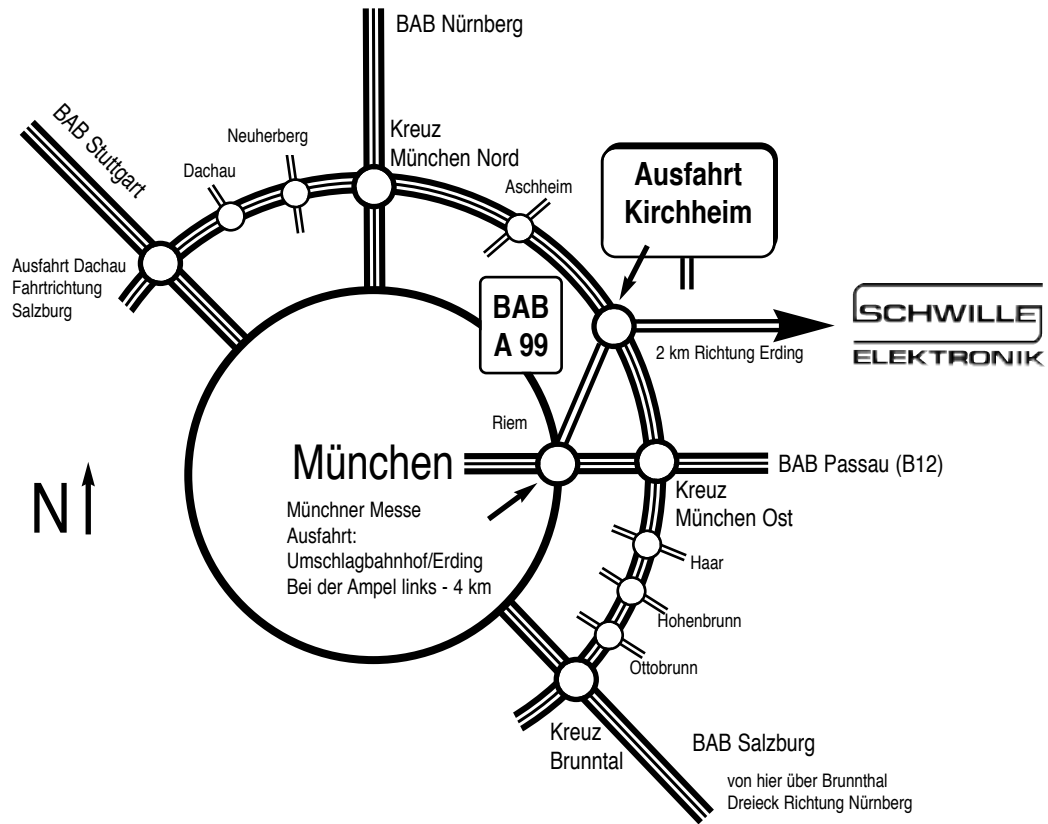 BAB Nürnberg
BAB Stuttgart
Neuherberg
Dachau
Kreuz
München Nord
Aschheim
Ausfahrt
Kirchheim
Ausfahrt Dachau
Fahrtrichtung
Salzburg
BAB
A 99
SCHWILLE
ELEKTRONIK
2 km Richtung Erding
Riem
München
BAB Passau (B12)
N
Münchner Messe
Ausfahrt:
Umschlagbahnhof/Erding
Bei der Ampel links - 4 km
Kreuz
München Ost
Haar
Hohenbrunn
Ottobrunn
Kreuz
Brunntal
BAB Salzburg
von hier über Brunnthal
Dreieck Richtung Nürnberg